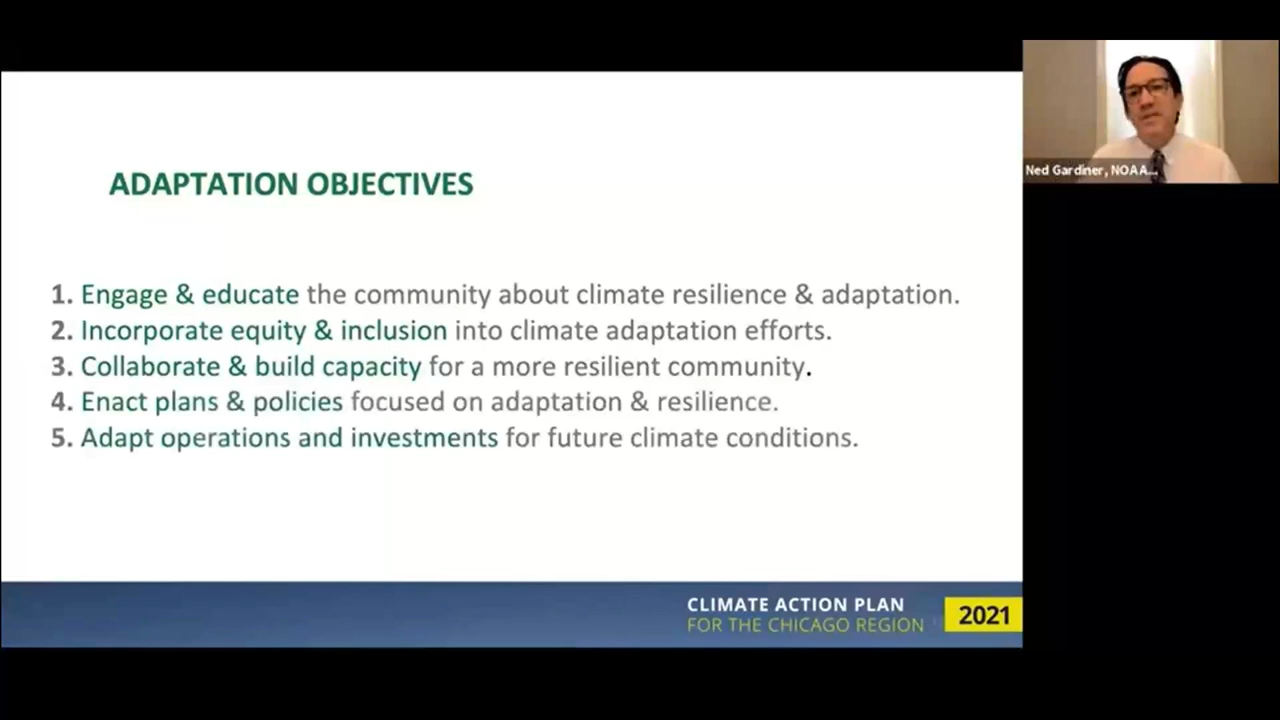 ADAPTATION OBJECTIVES
1. Engage & educate the community about climate resilience & adaptation.
2. Incorporate equity & inclusion into climate adaptation efforts.
3. Collaborate & build capacity for a more resilient community.
4. Enact plans & policies focused on adaptation & resilience.
5. Adapt operations and investments for future climate conditions.
CLIMATE ACTION PLAN
FOR THE CHICAGO REGION
2021
Ned Gardiner, NOAA...